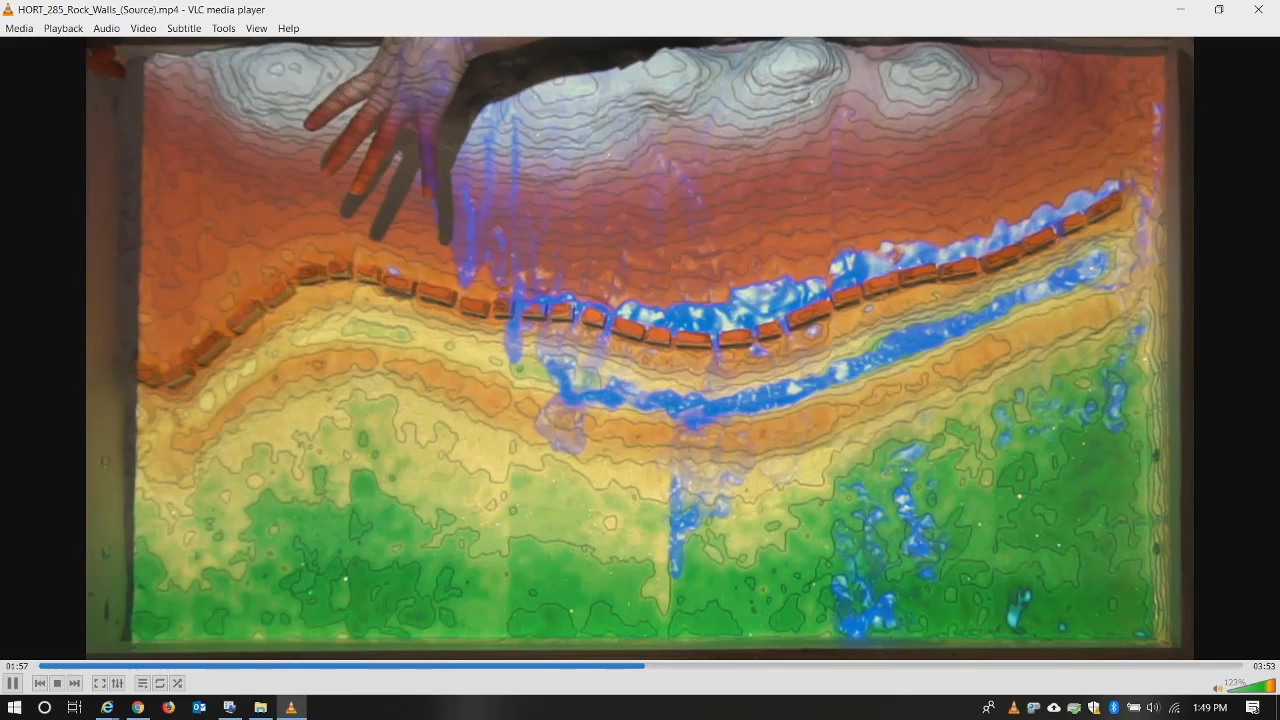 HORT_285_Rock_Walls_(Source).mp4 - VLC media player
Media Playback Audio Video Subtitle Tools View Help
01:57 03:53
123%
1:49 PM